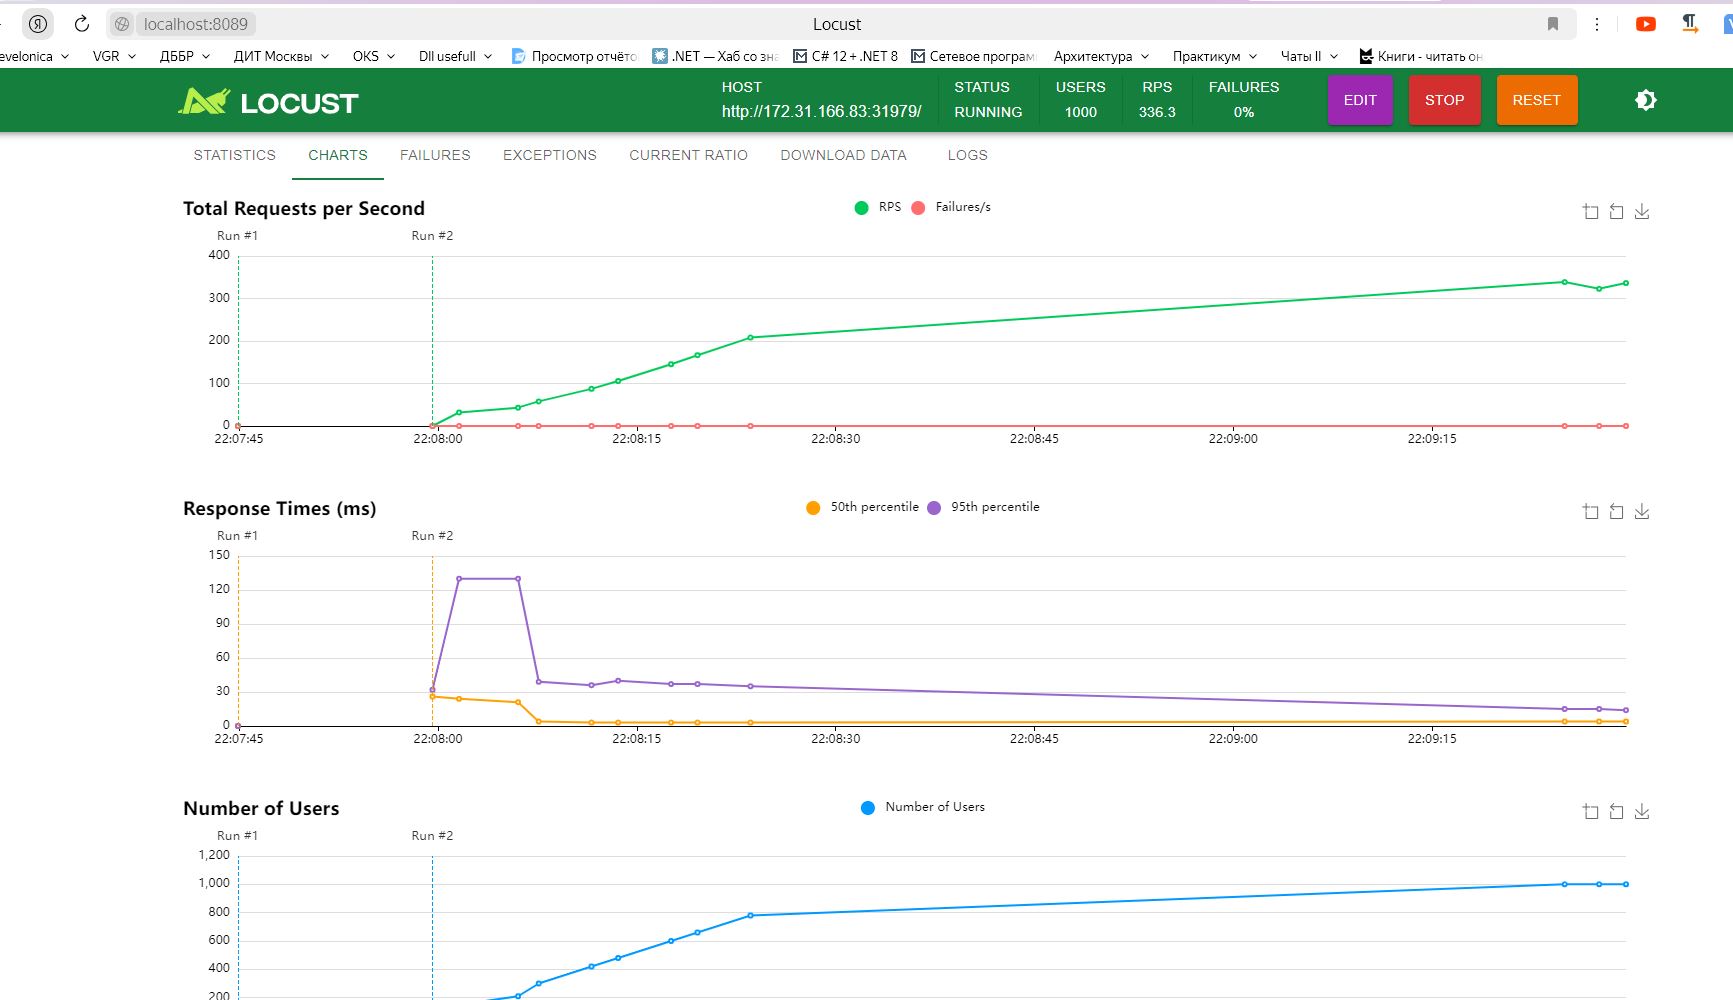 localhost:8089
Locust
evelonica VGR ДББР ДИТ Москвы OKS Dll usefull Просмотр отчёто .NET — Хаб со зна C# 12 + .NET 8 Сетевое програм Архитектура Практикум Чаты II Книги - читать он
LOCUST
HOST
http://172.31.166.83:31979/
STATUS
RUNNING
USERS
1000
RPS
336.3
FAILURES
0%
EDIT
STOP
RESET
STATISTICS CHARTS FAILURES EXCEPTIONS CURRENT RATIO DOWNLOAD DATA LOGS
Total Requests per Second
RPS Failures/s
Run #1 Run #2
400
300
200
100
0
22:07:45 22:08:00 22:08:15 22:08:30 22:08:45 22:09:00 22:09:15
Response Times (ms)
50th percentile 95th percentile
Run #1 Run #2
150
120
90
60
30
0
22:07:45 22:08:00 22:08:15 22:08:30 22:08:45 22:09:00 22:09:15
Number of Users
Number of Users
Run #1 Run #2
1,200
1,000
800
600
400
200